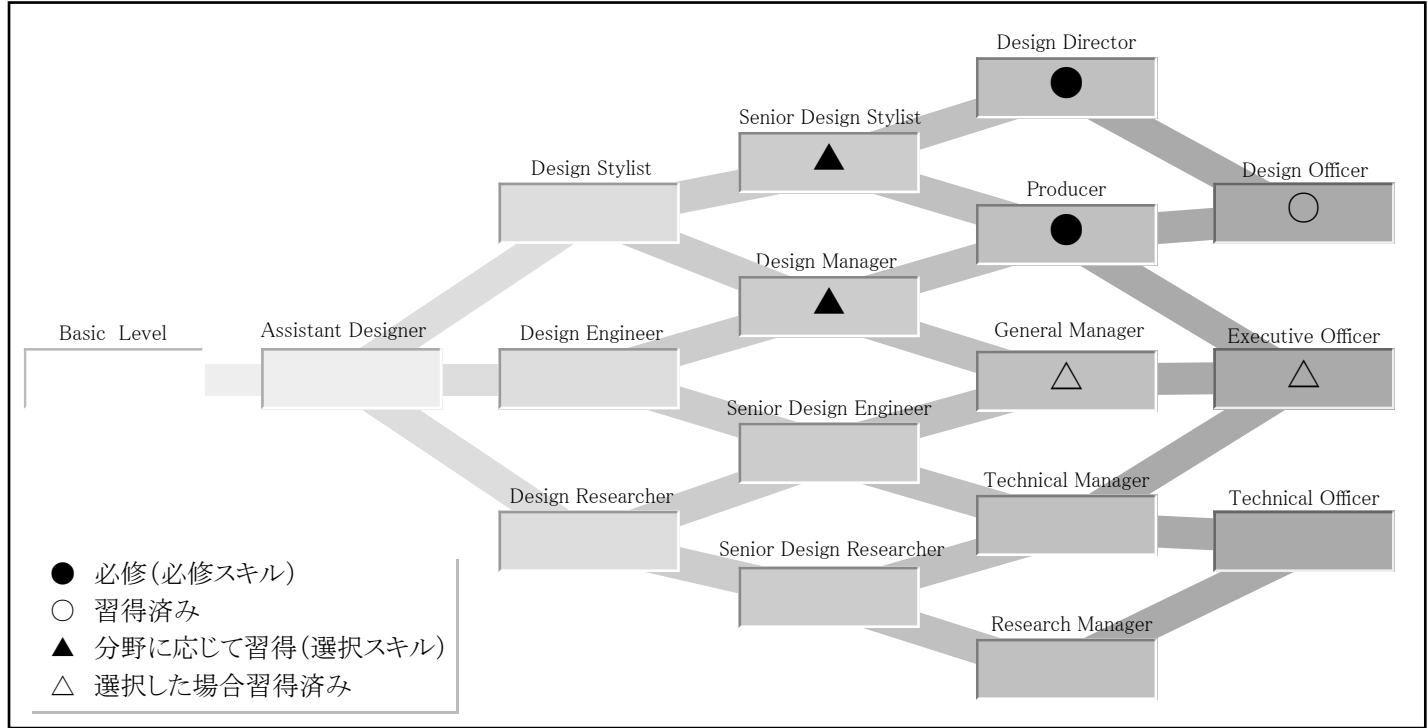 Design Director
●
Senior Design Stylist
▲
Design Stylist
Design Officer
○
Producer
●
Design Manager
▲
Basic Level
Assistant Designer
Design Engineer
General Manager
△
Executive Officer
△
Senior Design Engineer
Design Researcher
Technical Manager
Technical Officer
Senior Design Researcher
Research Manager
● 必修(必修スキル)
○ 習得済み
▲ 分野に応じて習得(選択スキル)
△ 選択した場合習得済み